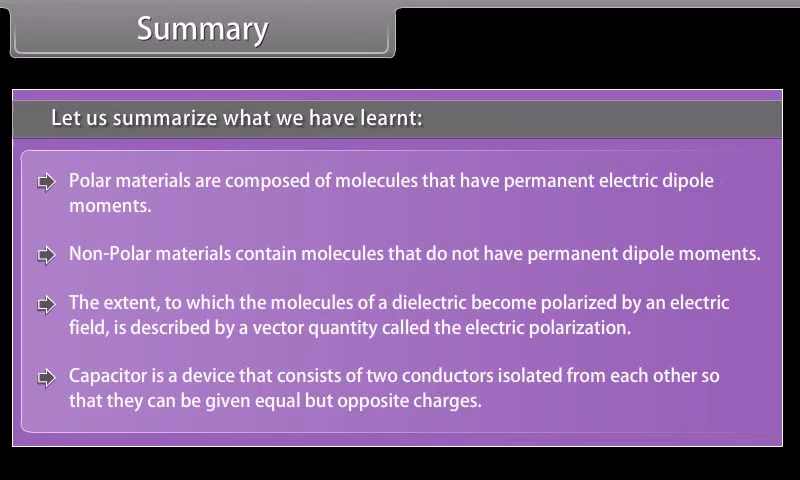 Summary
Let us summarize what we have learnt:
Polar materials are composed of molecules that have permanent electric dipole
moments.
Non-Polar materials contain molecules that do not have permanent dipole moments.
The extent, to which the molecules of a dielectric become polarized by an electric
field, is described by a vector quantity called the electric polarization.
Capacitor is a device that consists of two conductors isolated from each other so
that they can be given equal but opposite charges.